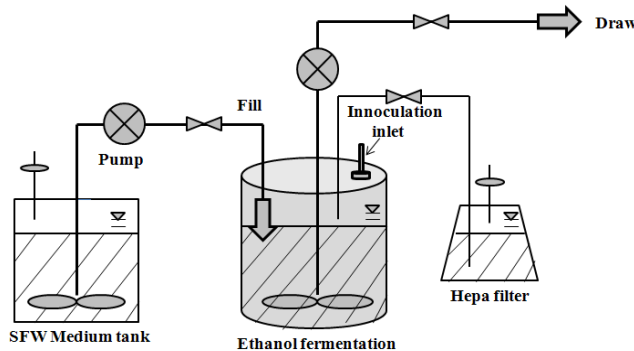 Draw
Fill
Innoculation
inlet
Pump
Hepa filter
SFW Medium tank
Ethanol fermentation